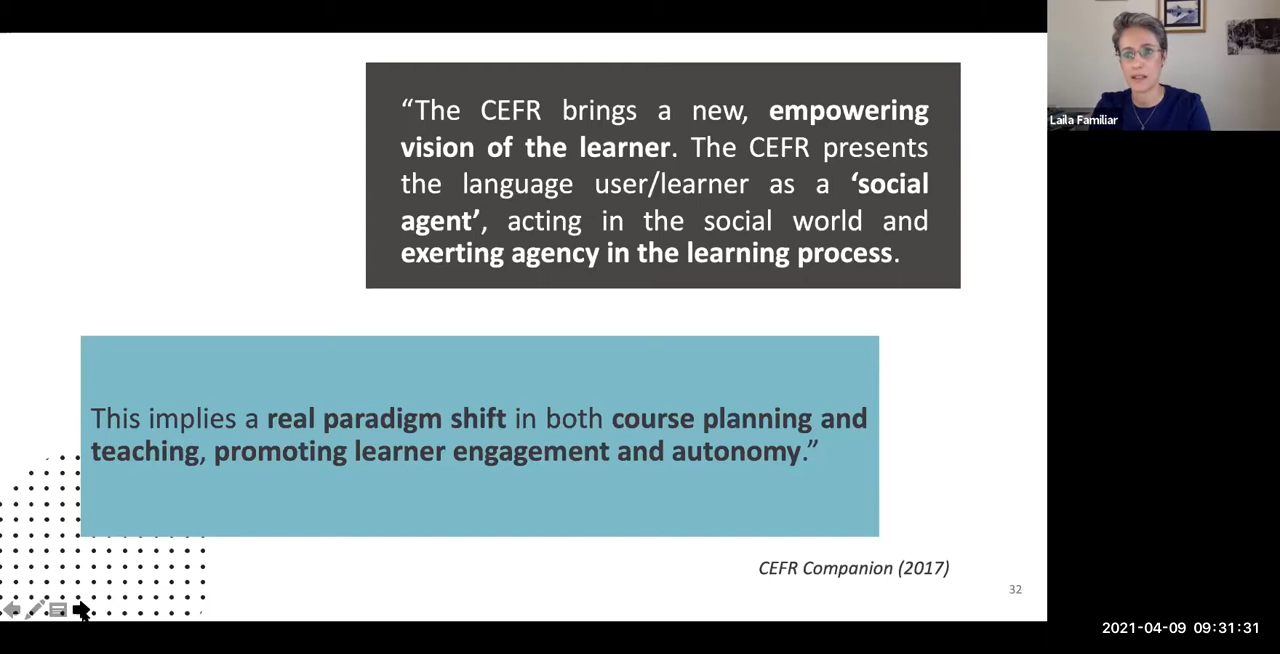 “The CEFR brings a new, empowering
vision of the learner. The CEFR presents
the language user/learner as a ‘social
agent’, acting in the social world and
exerting agency in the learning process.
This implies a real paradigm shift in both course planning and
teaching, promoting learner engagement and autonomy.”
CEFR Companion (2017)
32
Laila Familiar
2021-04-09 09:31:31